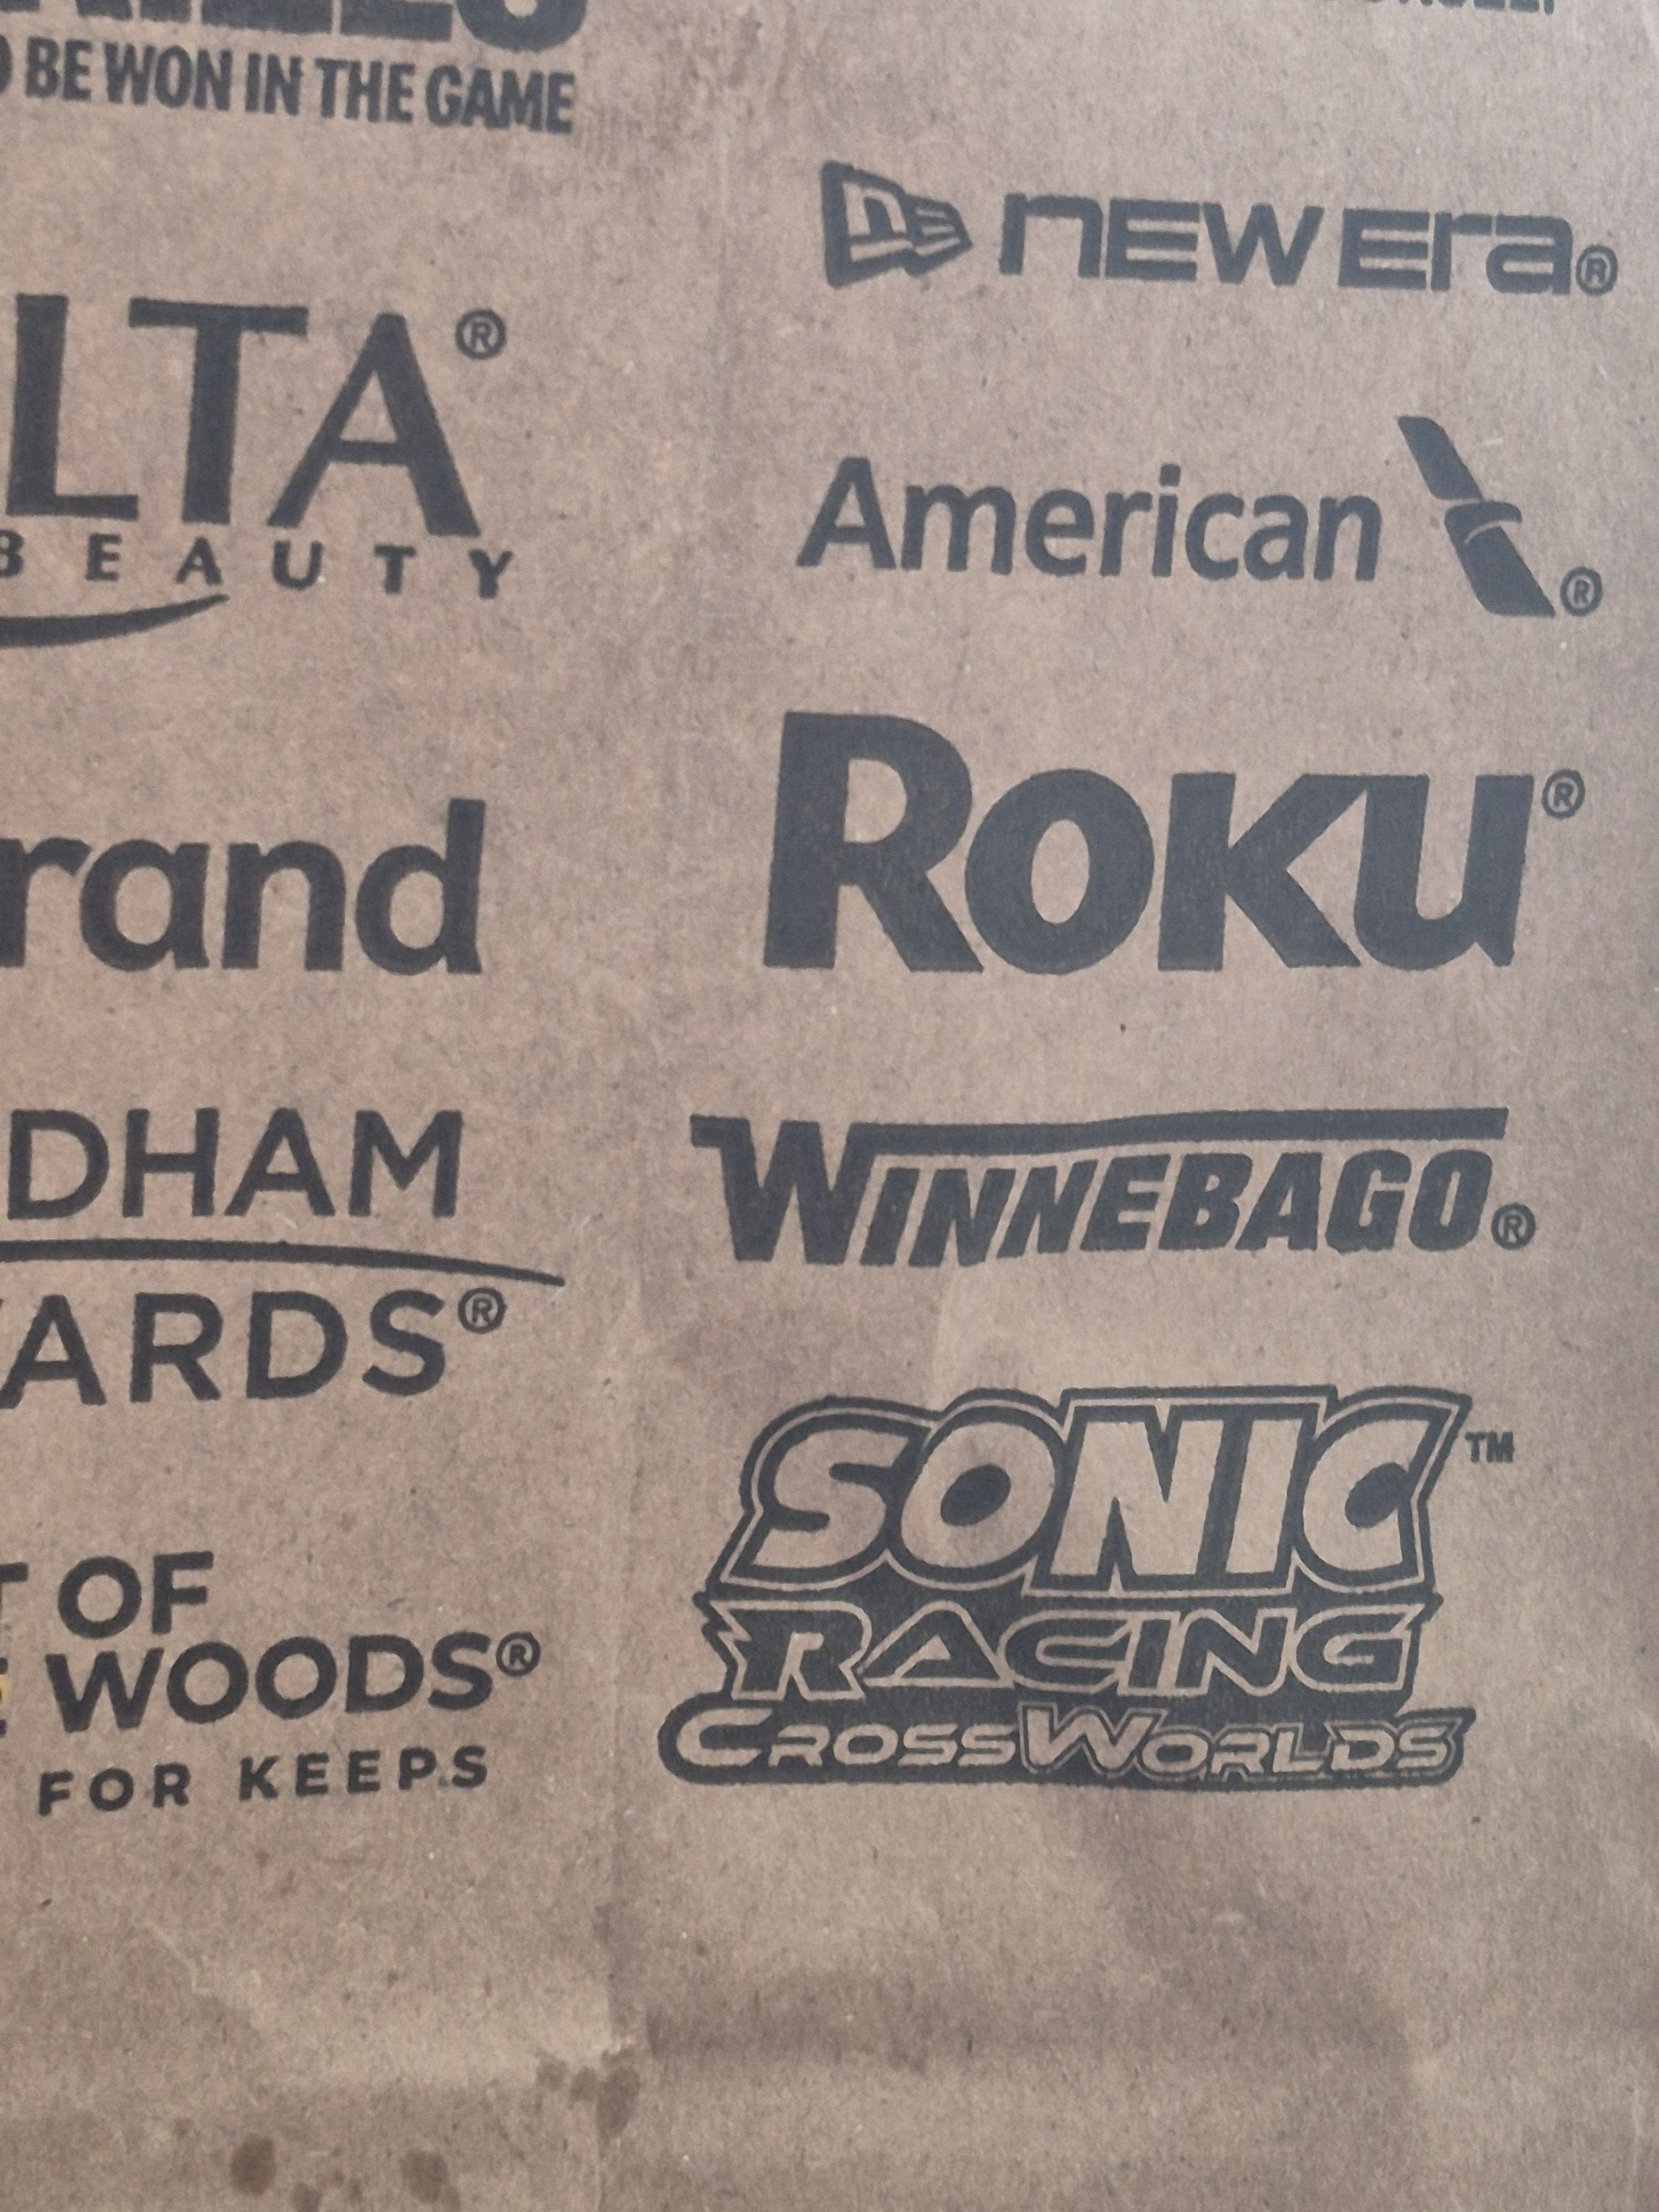 BE WON IN THE GAME
new era®
LTA®
BEAUTY
American®
ROKU®
rand
WINNEBAGO®
DHAM
ARDS®
SONIC™
RACING
CROSSWORLDS
OF
WOODS®
FOR KEEPS